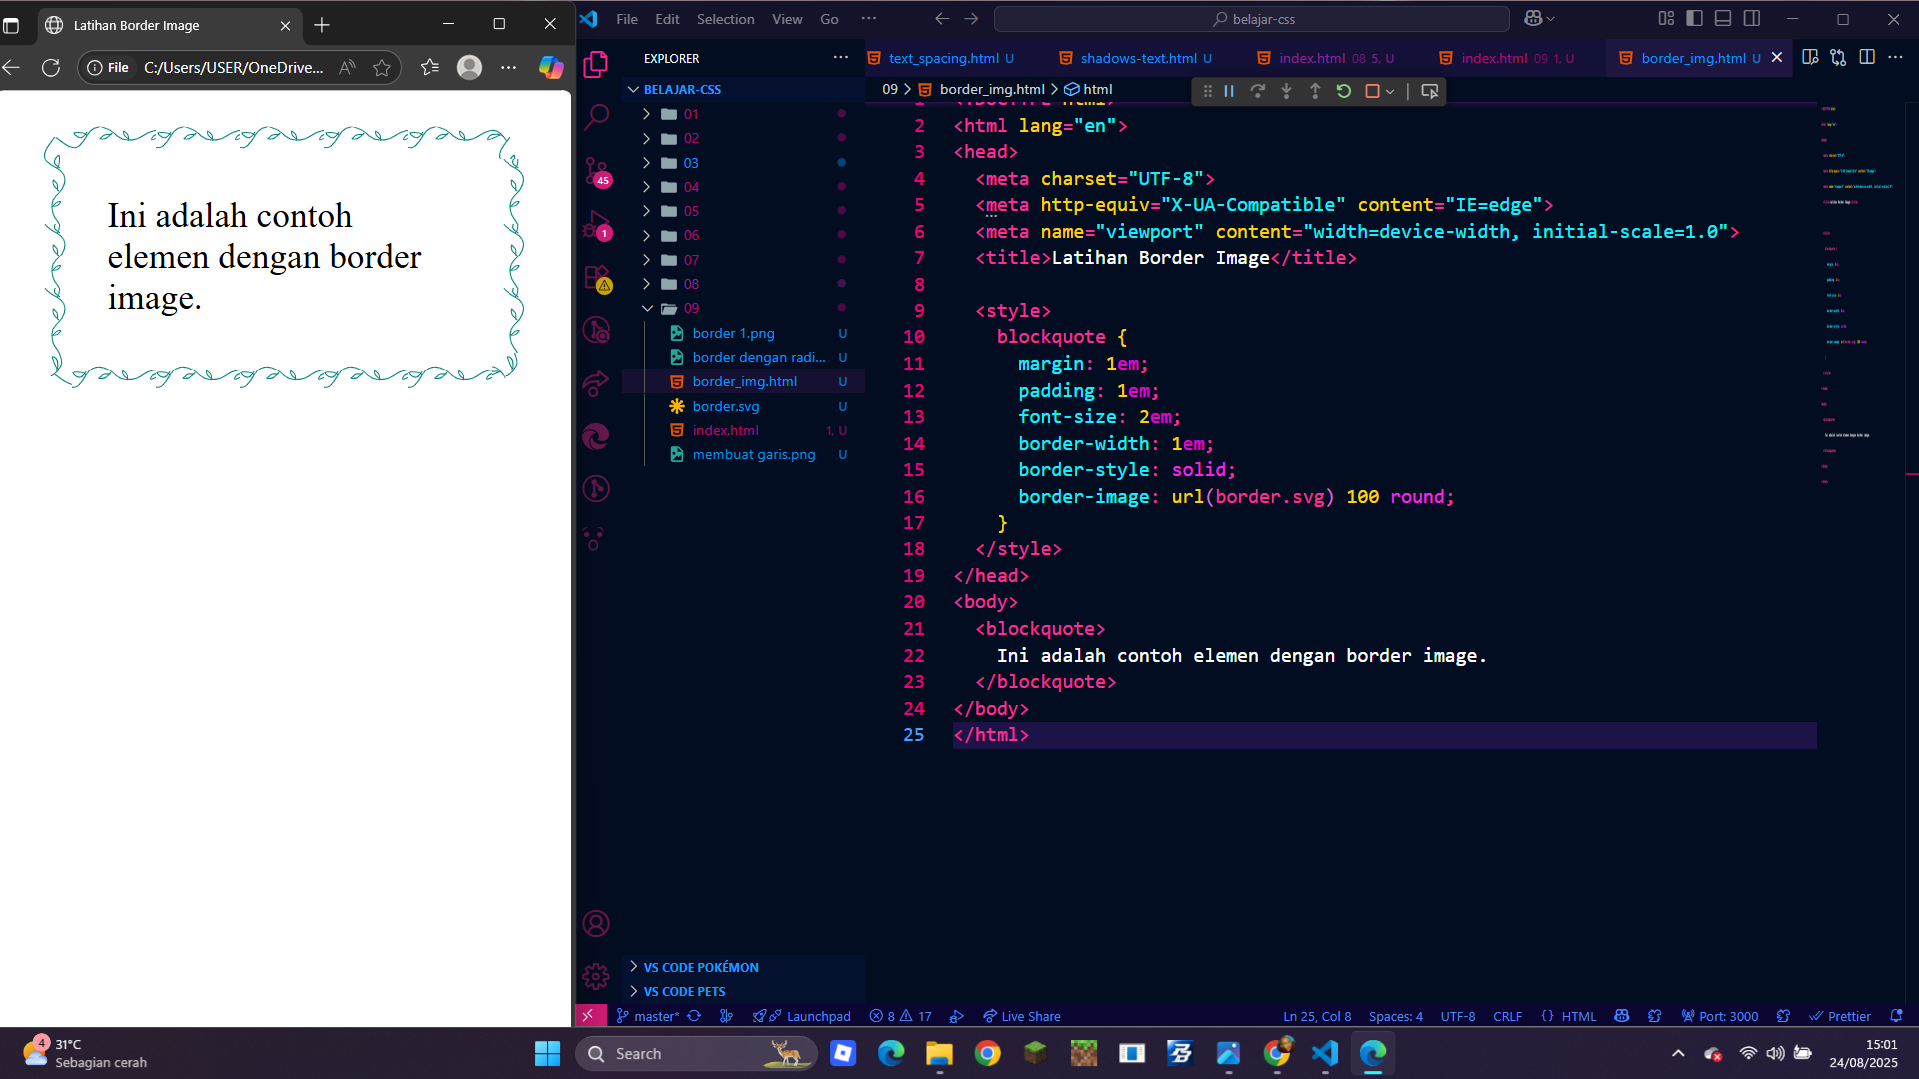 Latihan Border Image
File C:/Users/USER/OneDrive...
Ini adalah contoh
elemen dengan border
image.
File Edit Selection View Go ...
belajar-css
EXPLORER
BELAJAR-CSS
01
02
03
04
05
06
07
08
09
border 1.png U
border dengan radi... U
border_img.html U
border.svg U
index.html 1, U
membuat garis.png U
45
1
VS CODE POKÉMON
VS CODE PETS
text_spacing.html U
shadows-text.html U
index.html 08 5, U
index.html 09 1, U
border_img.html U
09 > border_img.html > html
1 <!DOCTYPE html>
2 <html lang="en">
3 <head>
4 <meta charset="UTF-8">
5 <meta http-equiv="X-UA-Compatible" content="IE=edge">
6 <meta name="viewport" content="width=device-width, initial-scale=1.0">
7 <title>Latihan Border Image</title>
8
9 <style>
10 blockquote {
11 margin: 1em;
12 padding: 1em;
13 font-size: 2em;
14 border-width: 1em;
15 border-style: solid;
16 border-image: url(border.svg) 100 round;
17 }
18 </style>
19 </head>
20 <body>
21 <blockquote>
22 Ini adalah contoh elemen dengan border image.
23 </blockquote>
24 </body>
25 </html>
master* Launchpad 8 17 Live Share Ln 25, Col 8 Spaces: 4 UTF-8 CRLF {} HTML Port: 3000 Prettier
4
31°C
Sebagian cerah
Search
15:01
24/08/2025